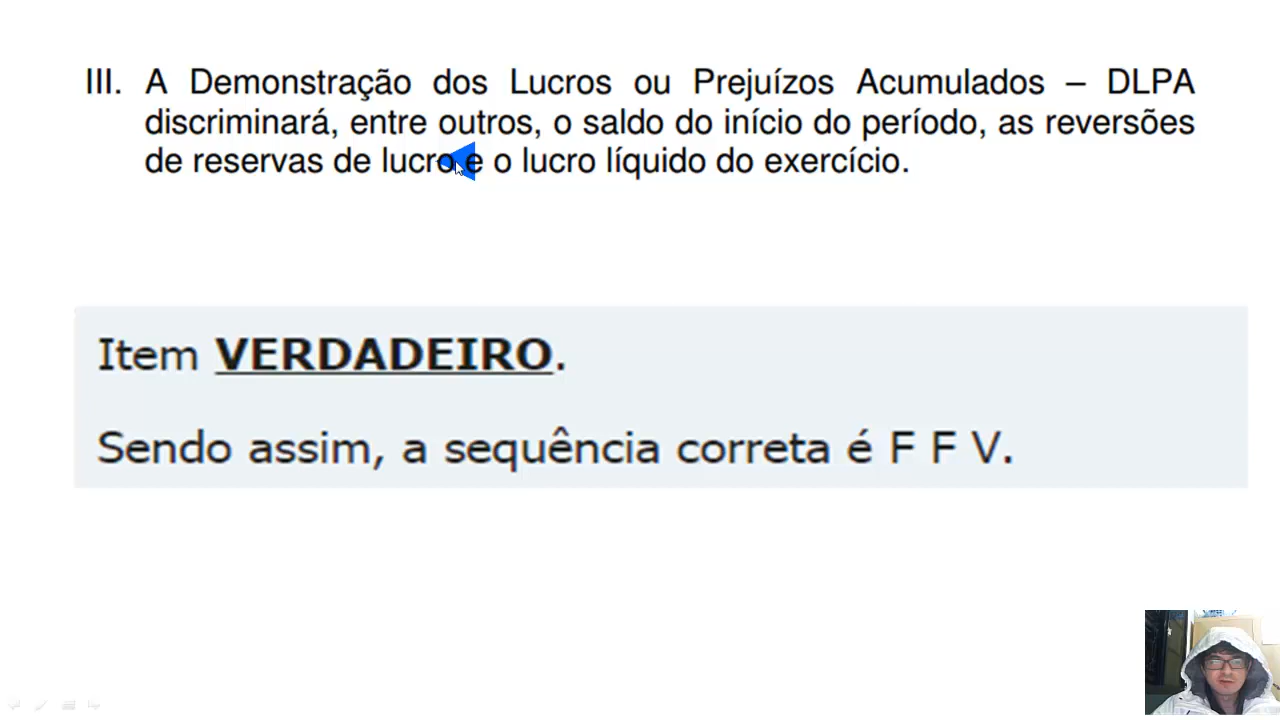 III. A Demonstração dos Lucros ou Prejuízos Acumulados – DLPA
discriminará, entre outros, o saldo do início do período, as reversões
de reservas de lucro e o lucro líquido do exercício.
Item VERDADEIRO.
Sendo assim, a sequência correta é F F V.